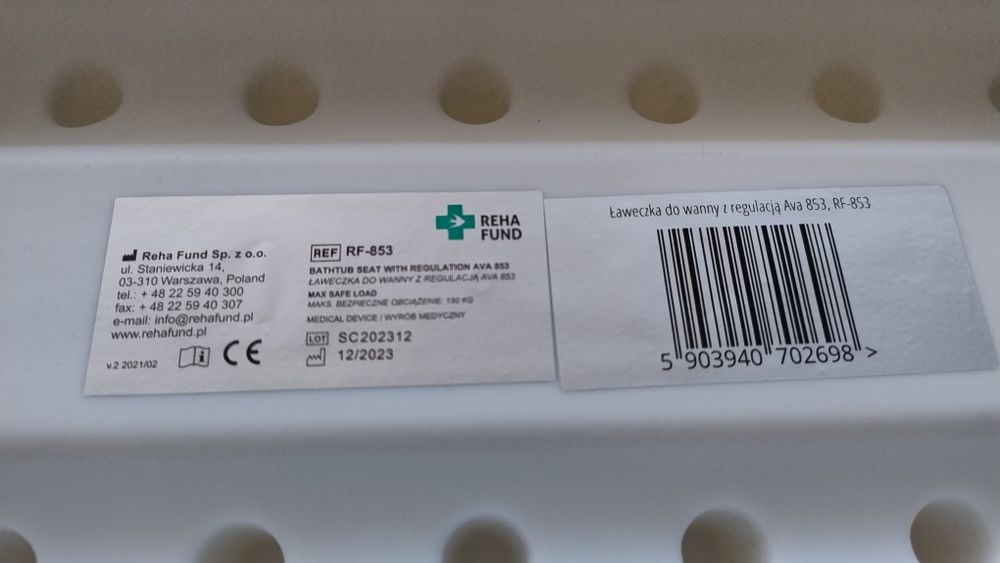 Reha Fund Sp. z o.o.
ul. Staniewicka 14,
03-310 Warszawa, Poland
tel.: + 48 22 59 40 300
fax: + 48 22 59 40 307
e-mail: info@rehafund.pl
www.rehafund.pl
v.2 2021/02
CE
REHA
FUND
REF RF-853
BATHTUB SEAT WITH REGULATION AVA 853
ŁAWECZKA DO WANNY Z REGULACJĄ AVA 853
MAX SAFE LOAD
MAKS. BEZPIECZNE OBCIĄŻENIE: 150 KG
MEDICAL DEVICE / WYRÓB MEDYCZNY
LOT SC202312
12/2023
Ławeczka do wanny z regulacją Ava 853, RF-853
5 903940 702698 >